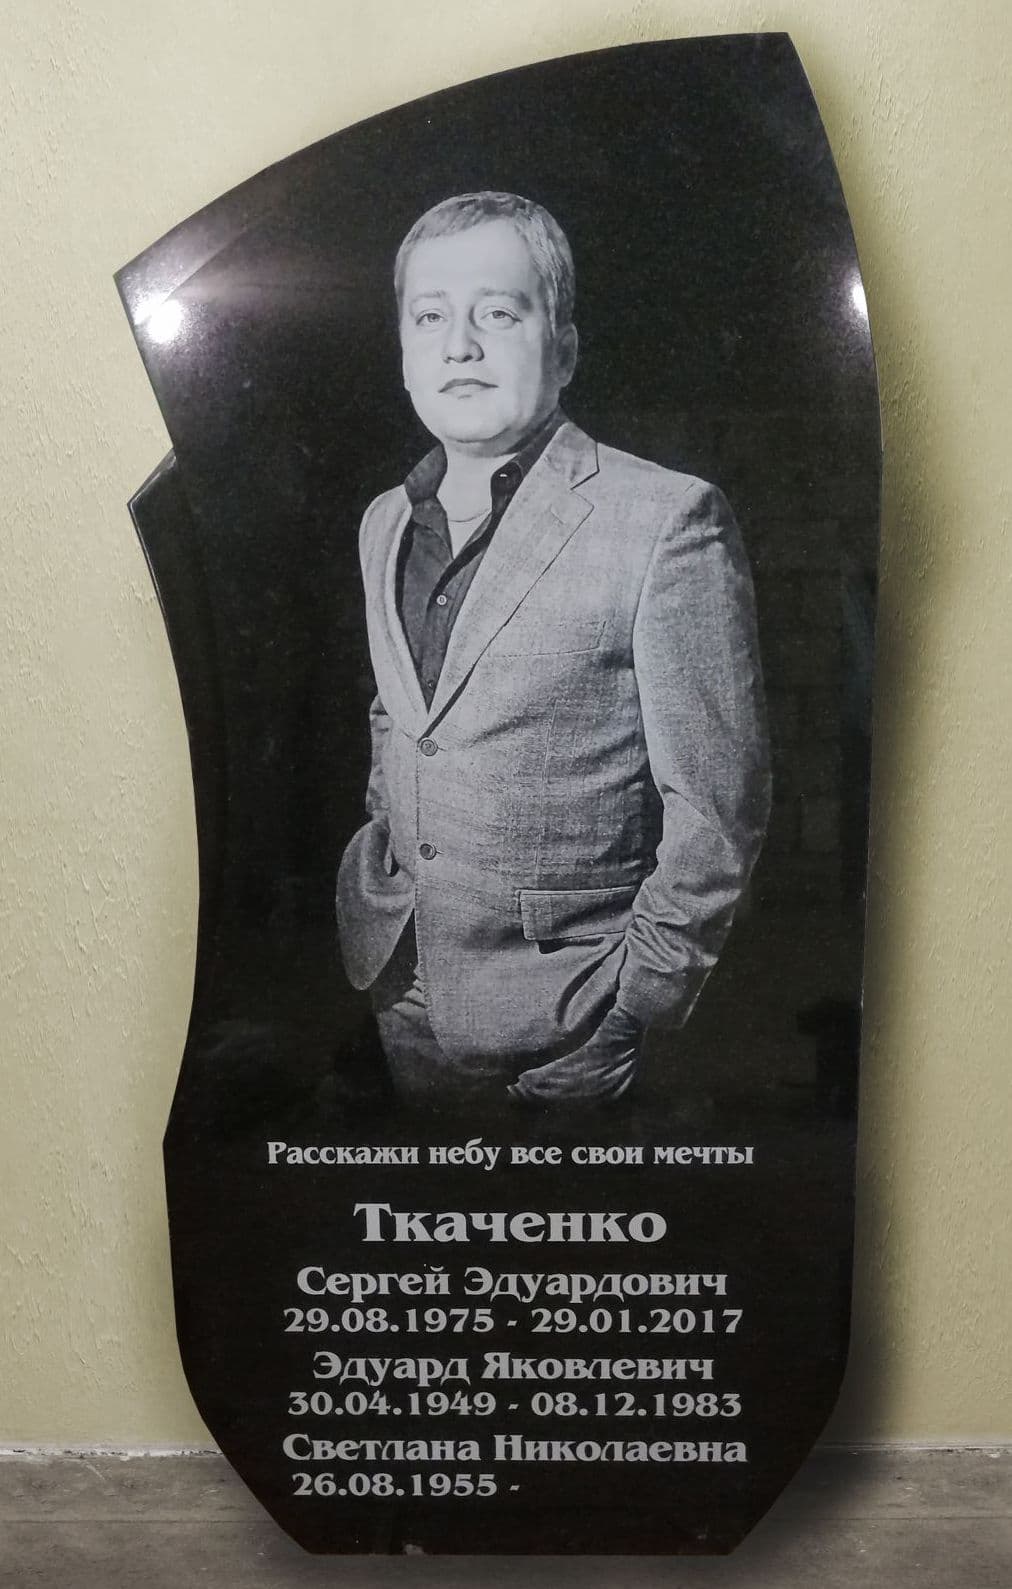 Расскажи небу все свои мечты
Ткаченко
Сергей Эдуардович
29.08.1975 - 29.01.2017
Эдуард Яковлевич
30.04.1949 - 08.12.1983
Светлана Николаевна
26.08.1955 -